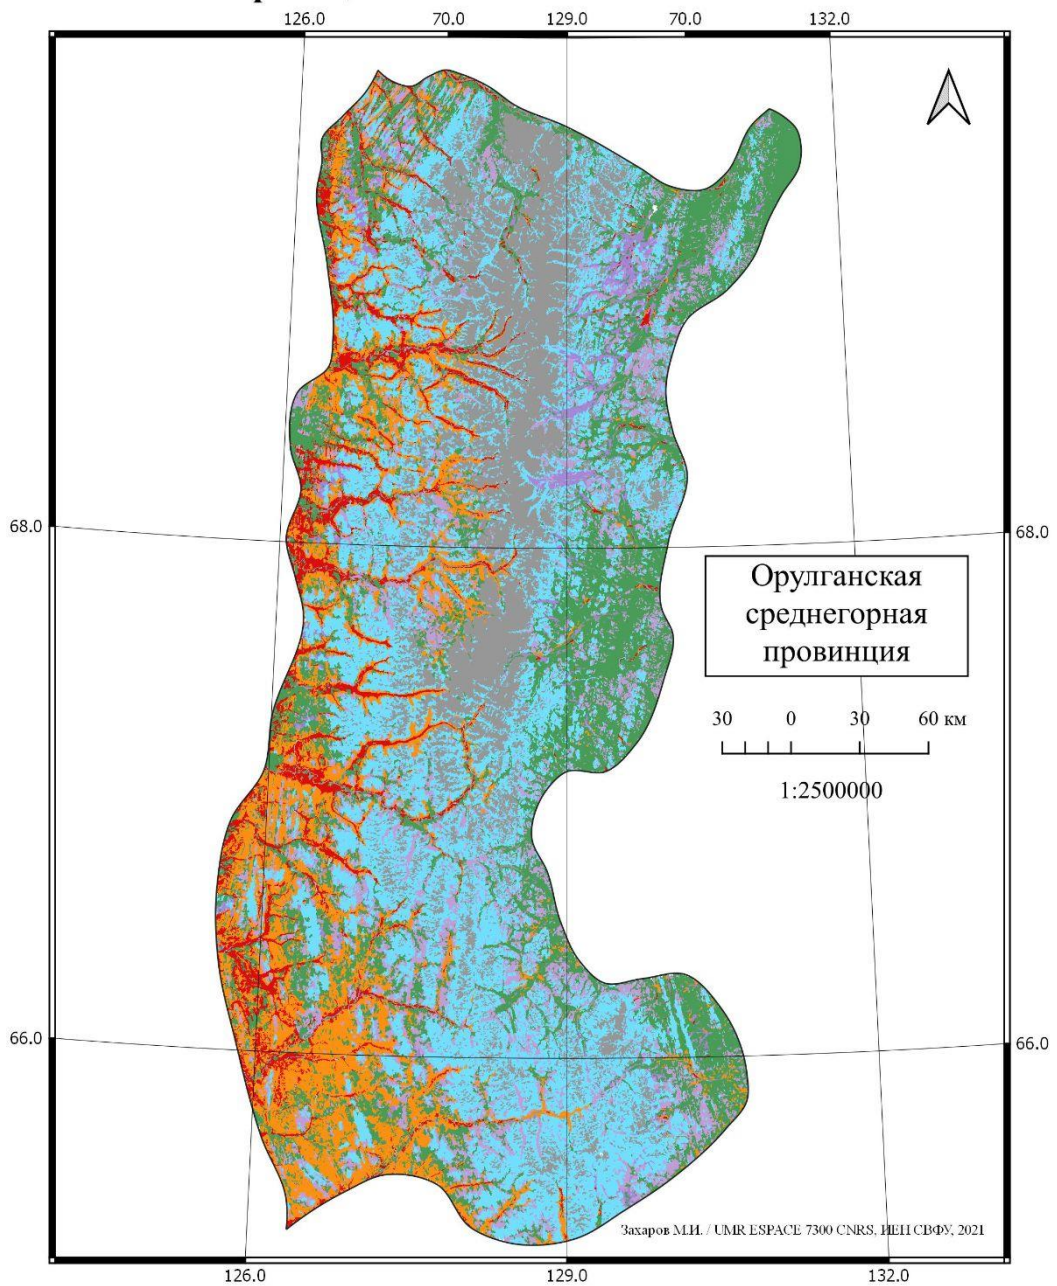 126.0 70.0 129.0 70.0 132.0
68.0 68.0
Орулганская
среднегорная
провинция
30 0 30 60 км
1:2500000
66.0 66.0
Захаров М.И. / UMR ESPACE 7300 CNRS, ИЕН СВФУ, 2021
126.0 129.0 132.0